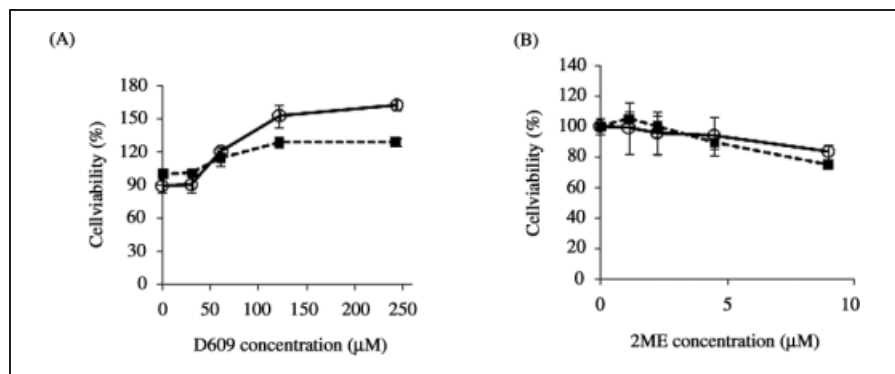 (A)
180
150
120
90
60
30
0
Cellviability (%)
0 50 100 150 200 250
D609 concentration (μM)
(B)
140
120
100
80
60
40
20
0
Cellviability (%)
0 5 10
2ME concentration (μM)